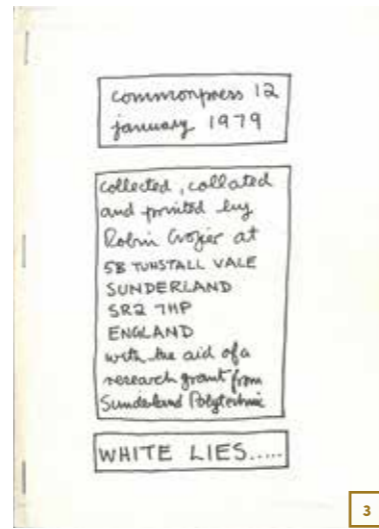 commonpress 12
january 1979
collected, collated
and printed by
Robin Crozier at
5B TUNSTALL VALE
SUNDERLAND
SR2 7HP
ENGLAND
with the aid of a
research grant from
Sunderland Polytechnic
WHITE LIES.....
3